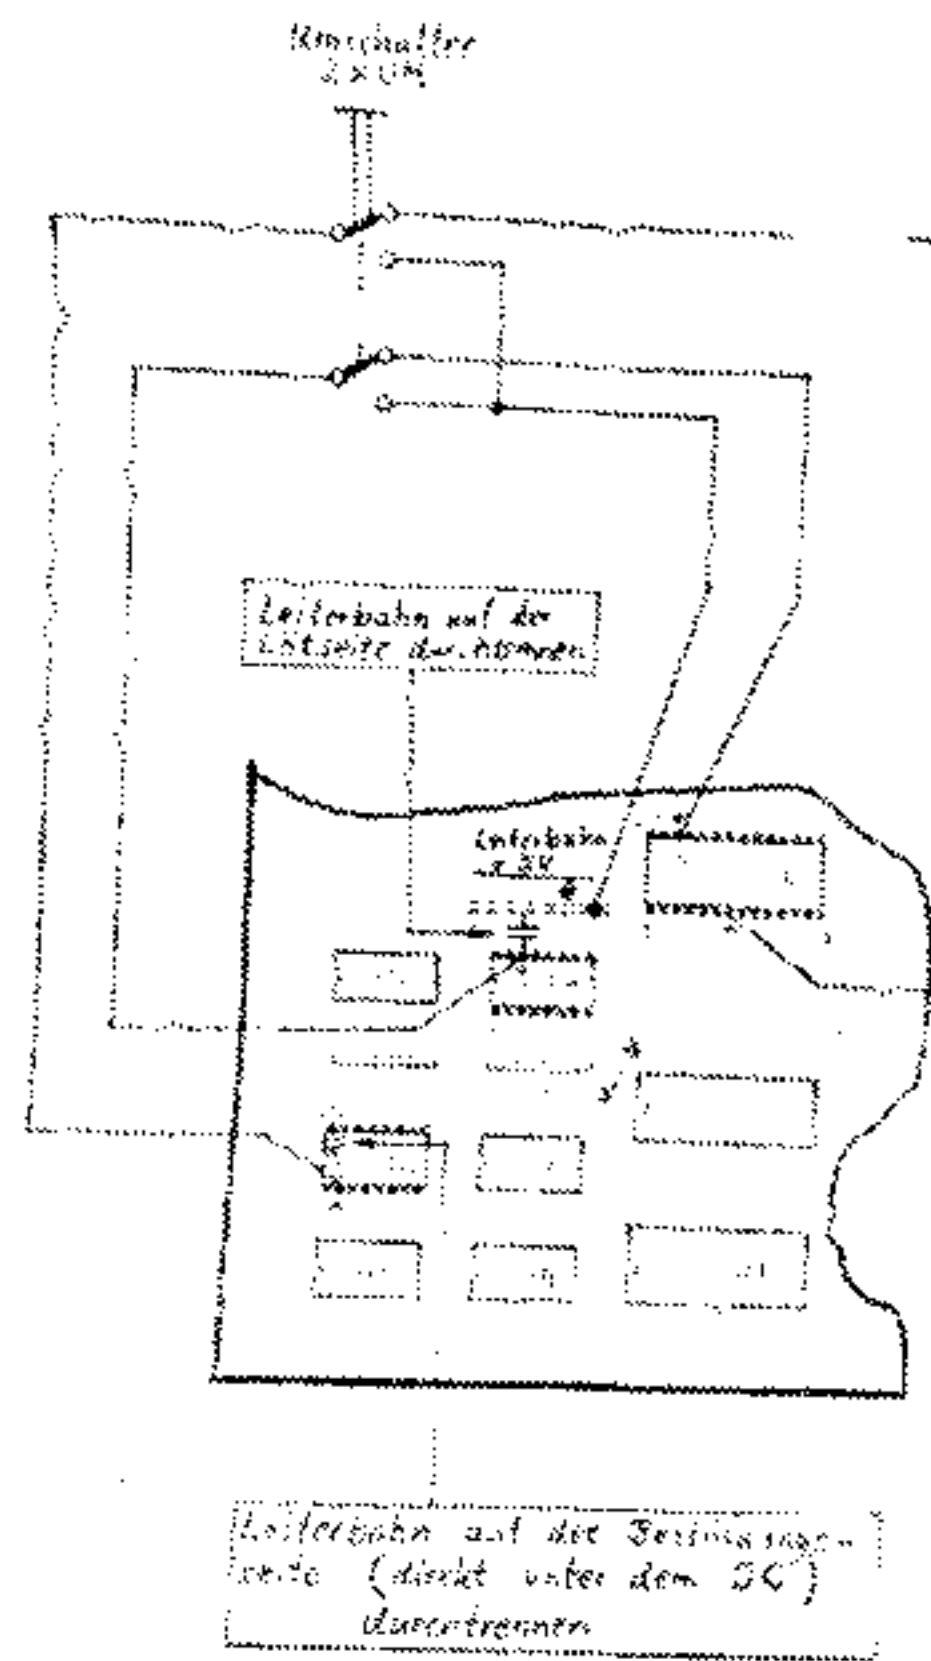 Umschalter
2 x UM
Leiterbahn auf der
Lötseite durchtrennen
Leiterbahn
Leiterbahn auf der Bestückungs-
seite (direkt unter dem IC)
durchtrennen